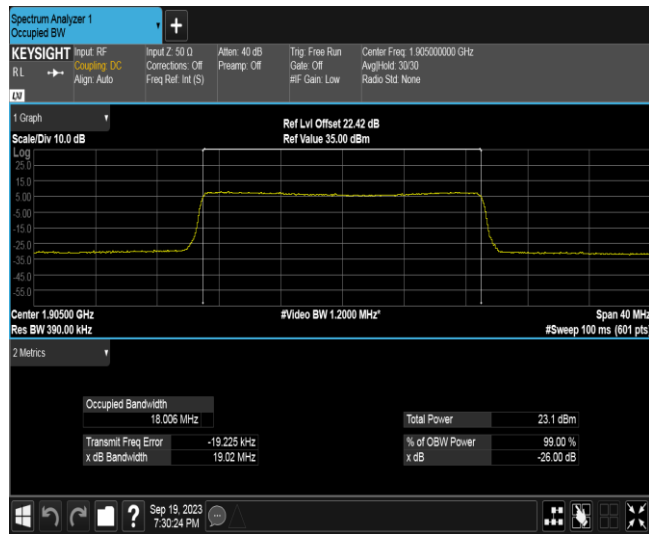 Spectrum Analyzer 1
Occupied BW
+
KEYSIGHT
RL
LXI
Input: RF
Coupling: DC
Align: Auto
Input Z: 50 Ω
Corrections: Off
Freq Ref: Int (S)
Atten: 40 dB
Preamp: Off
Trig: Free Run
Gate: Off
#IF Gain: Low
Center Freq: 1.905000000 GHz
Avg|Hold: 30/30
Radio Std: None
1 Graph
Scale/Div 10.0 dB
Ref Lvl Offset 22.42 dB
Ref Value 35.00 dBm
Log
25.0
15.0
5.00
-5.00
-15.0
-25.0
-35.0
-45.0
-55.0
Center 1.90500 GHz
#Video BW 1.2000 MHz*
Span 40 MHz
Res BW 390.00 kHz
#Sweep 100 ms (601 pts)
2 Metrics
Occupied Bandwidth
18.006 MHz
Total Power 23.1 dBm
Transmit Freq Error -19.225 kHz
% of OBW Power 99.00 %
x dB Bandwidth 19.02 MHz
x dB -26.00 dB
?
Sep 19, 2023
7:30:24 PM